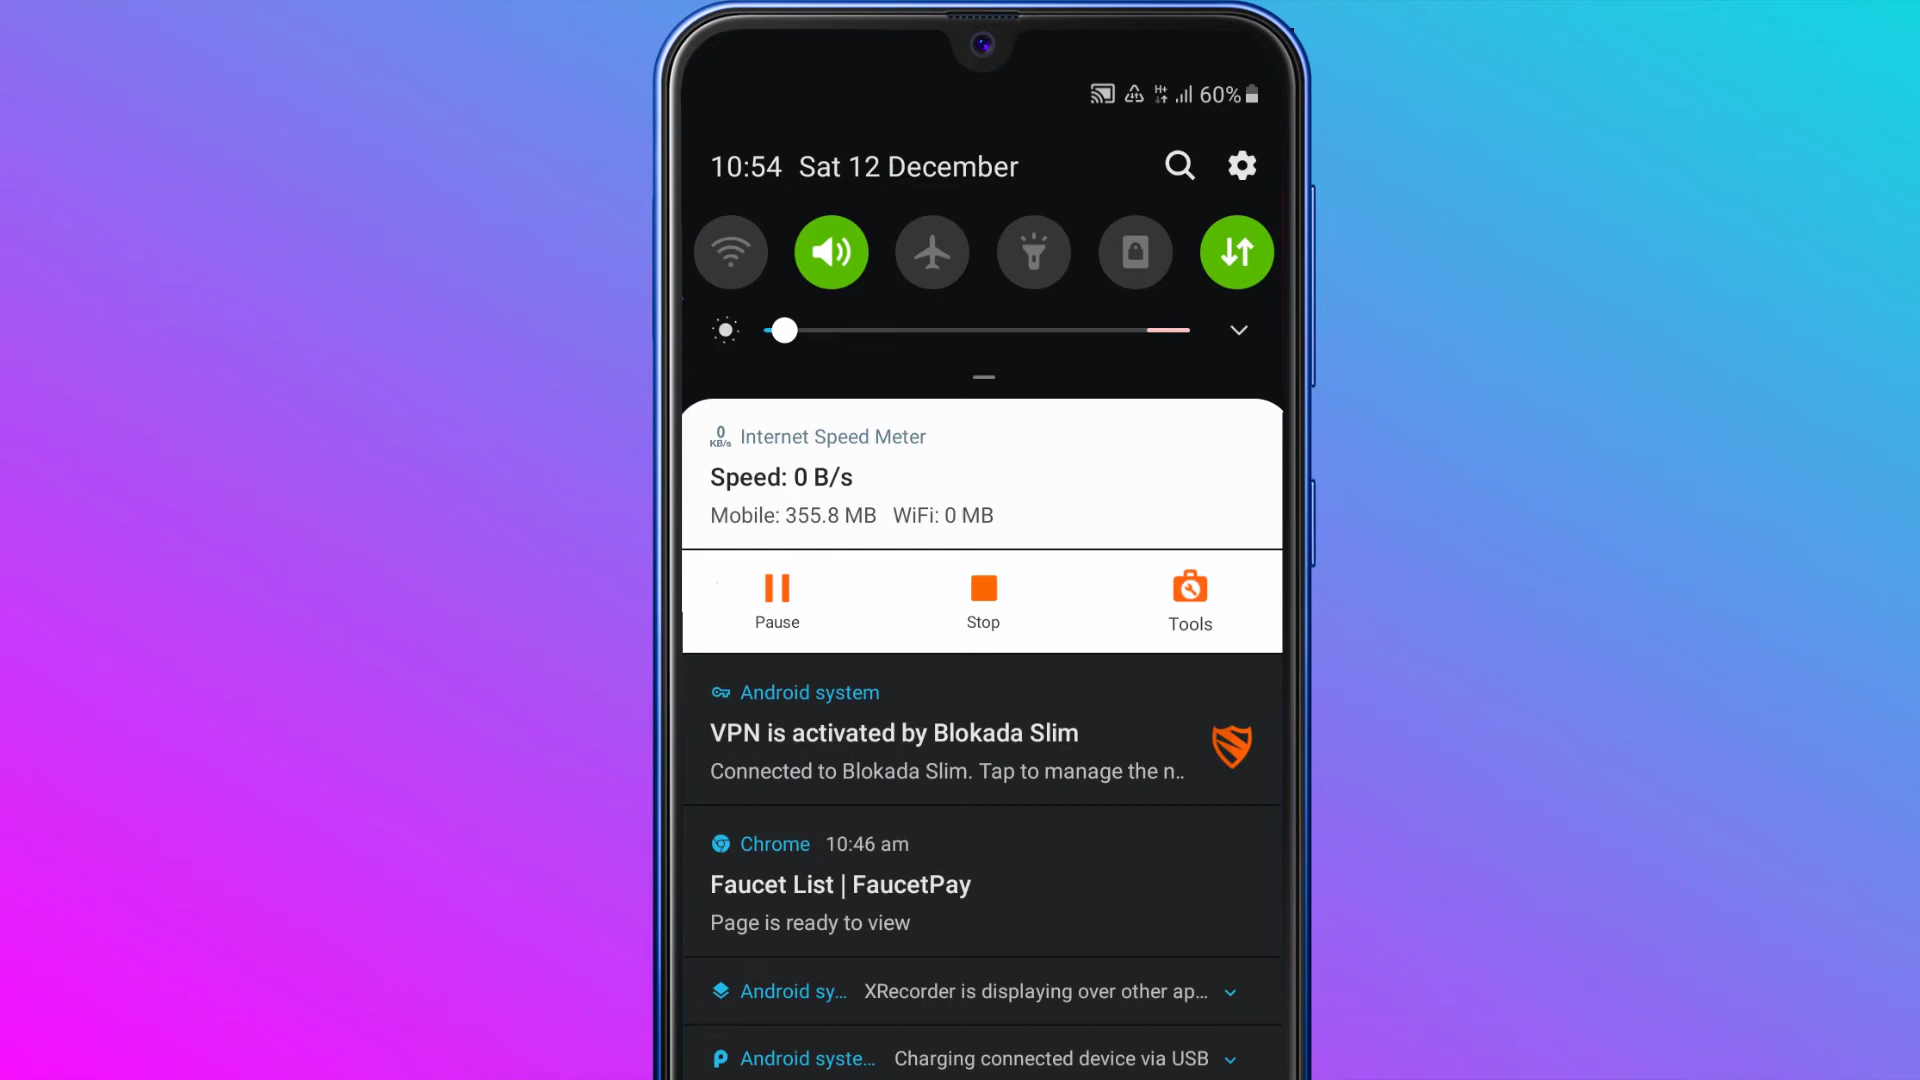 H+ 60%
10:54 Sat 12 December
0 KB/s Internet Speed Meter
Speed: 0 B/s
Mobile: 355.8 MB WiFi: 0 MB
Pause Stop Tools
Android system
VPN is activated by Blokada Slim
Connected to Blokada Slim. Tap to manage the n..
Chrome 10:46 am
Faucet List | FaucetPay
Page is ready to view
Android sy... XRecorder is displaying over other ap...
Android syste... Charging connected device via USB